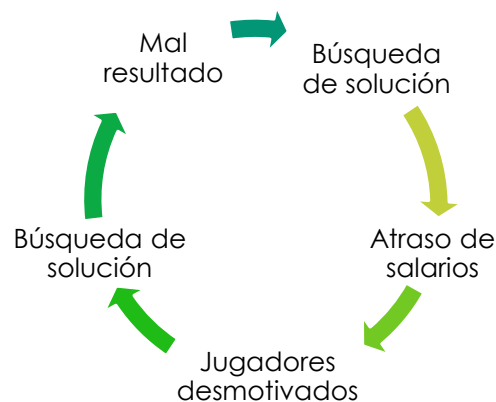 Mal
resultado
Búsqueda
de solución
Atraso de
salarios
Jugadores
desmotivados
Búsqueda de
solución